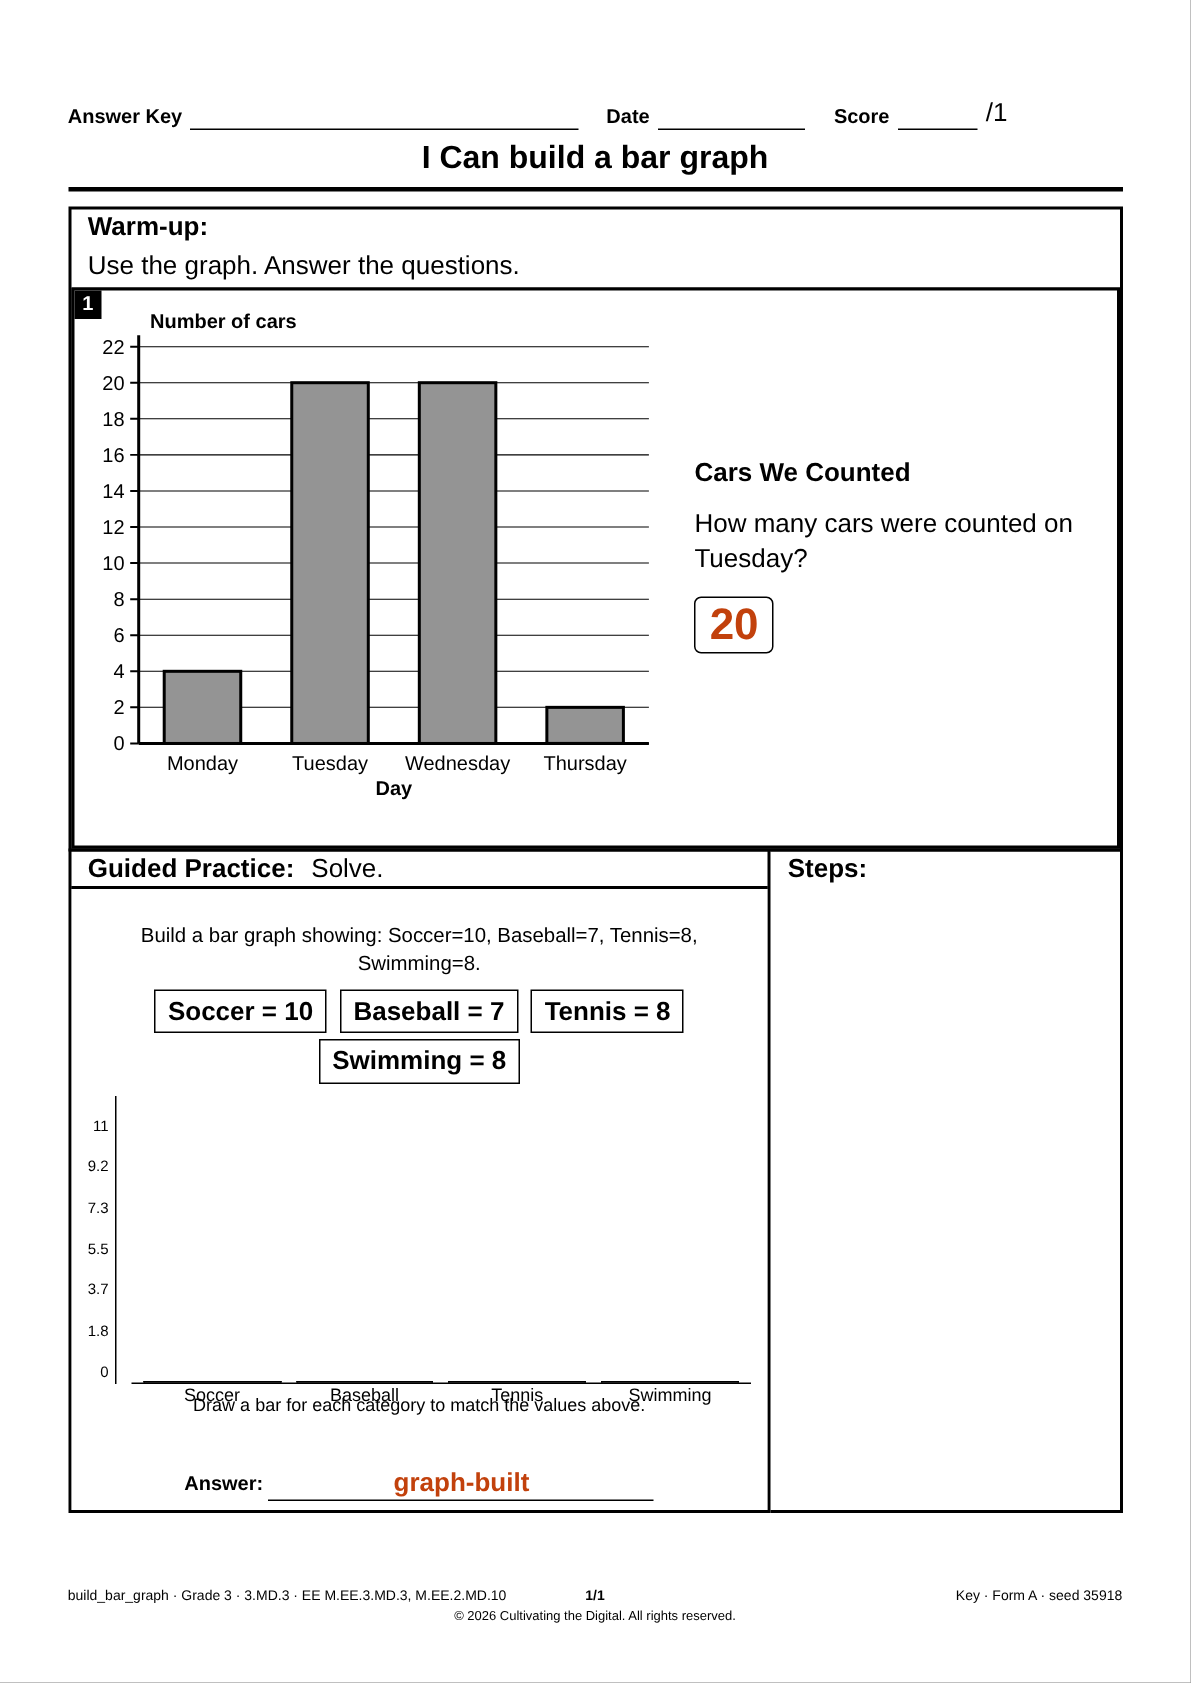 Answer Key Date Score /1
I Can build a bar graph
Warm-up:
Use the graph. Answer the questions.
1
Number of cars
22
20
18
16
14
12
10
8
6
4
2
0
Monday Tuesday Wednesday Thursday
Day
Cars We Counted
How many cars were counted on
Tuesday?
20
Guided Practice: Solve.
Steps:
Build a bar graph showing: Soccer=10, Baseball=7, Tennis=8,
Swimming=8.
Soccer = 10 Baseball = 7 Tennis = 8
Swimming = 8
11
9.2
7.3
5.5
3.7
1.8
0
Soccer Baseball Tennis Swimming
Draw a bar for each category to match the values above.
Answer: graph-built
build_bar_graph · Grade 3 · 3.MD.3 · EE M.EE.3.MD.3, M.EE.2.MD.10 1/1 Key · Form A · seed 35918
© 2026 Cultivating the Digital. All rights reserved.